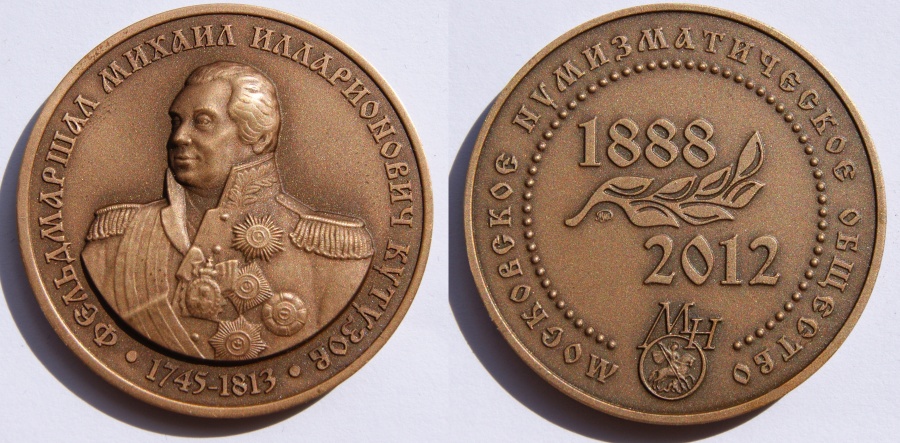 ФЕЛЬДМАРШАЛ МИХАИЛ ИЛЛАРИОНОВИЧ КУТУЗОВ
• 1745-1813 •
МОСКОВСКОЕ НУМИЗМАТИЧЕСКОЕ ОБЩЕСТВО
1888
2012
МН